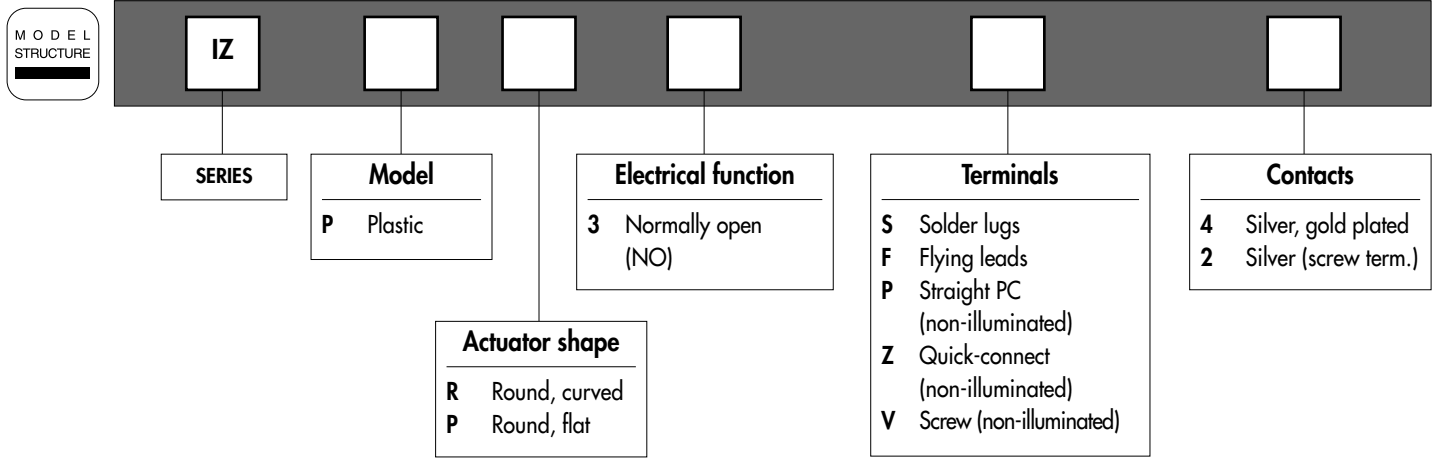 MODEL
STRUCTURE
IZ
SERIES
Model
P Plastic
Actuator shape
R Round, curved
P Round, flat
Electrical function
3 Normally open
(NO)
Terminals
S Solder lugs
F Flying leads
P Straight PC
(non-illuminated)
Z Quick-connect
(non-illuminated)
V Screw (non-illuminated)
Contacts
4 Silver, gold plated
2 Silver (screw term.)